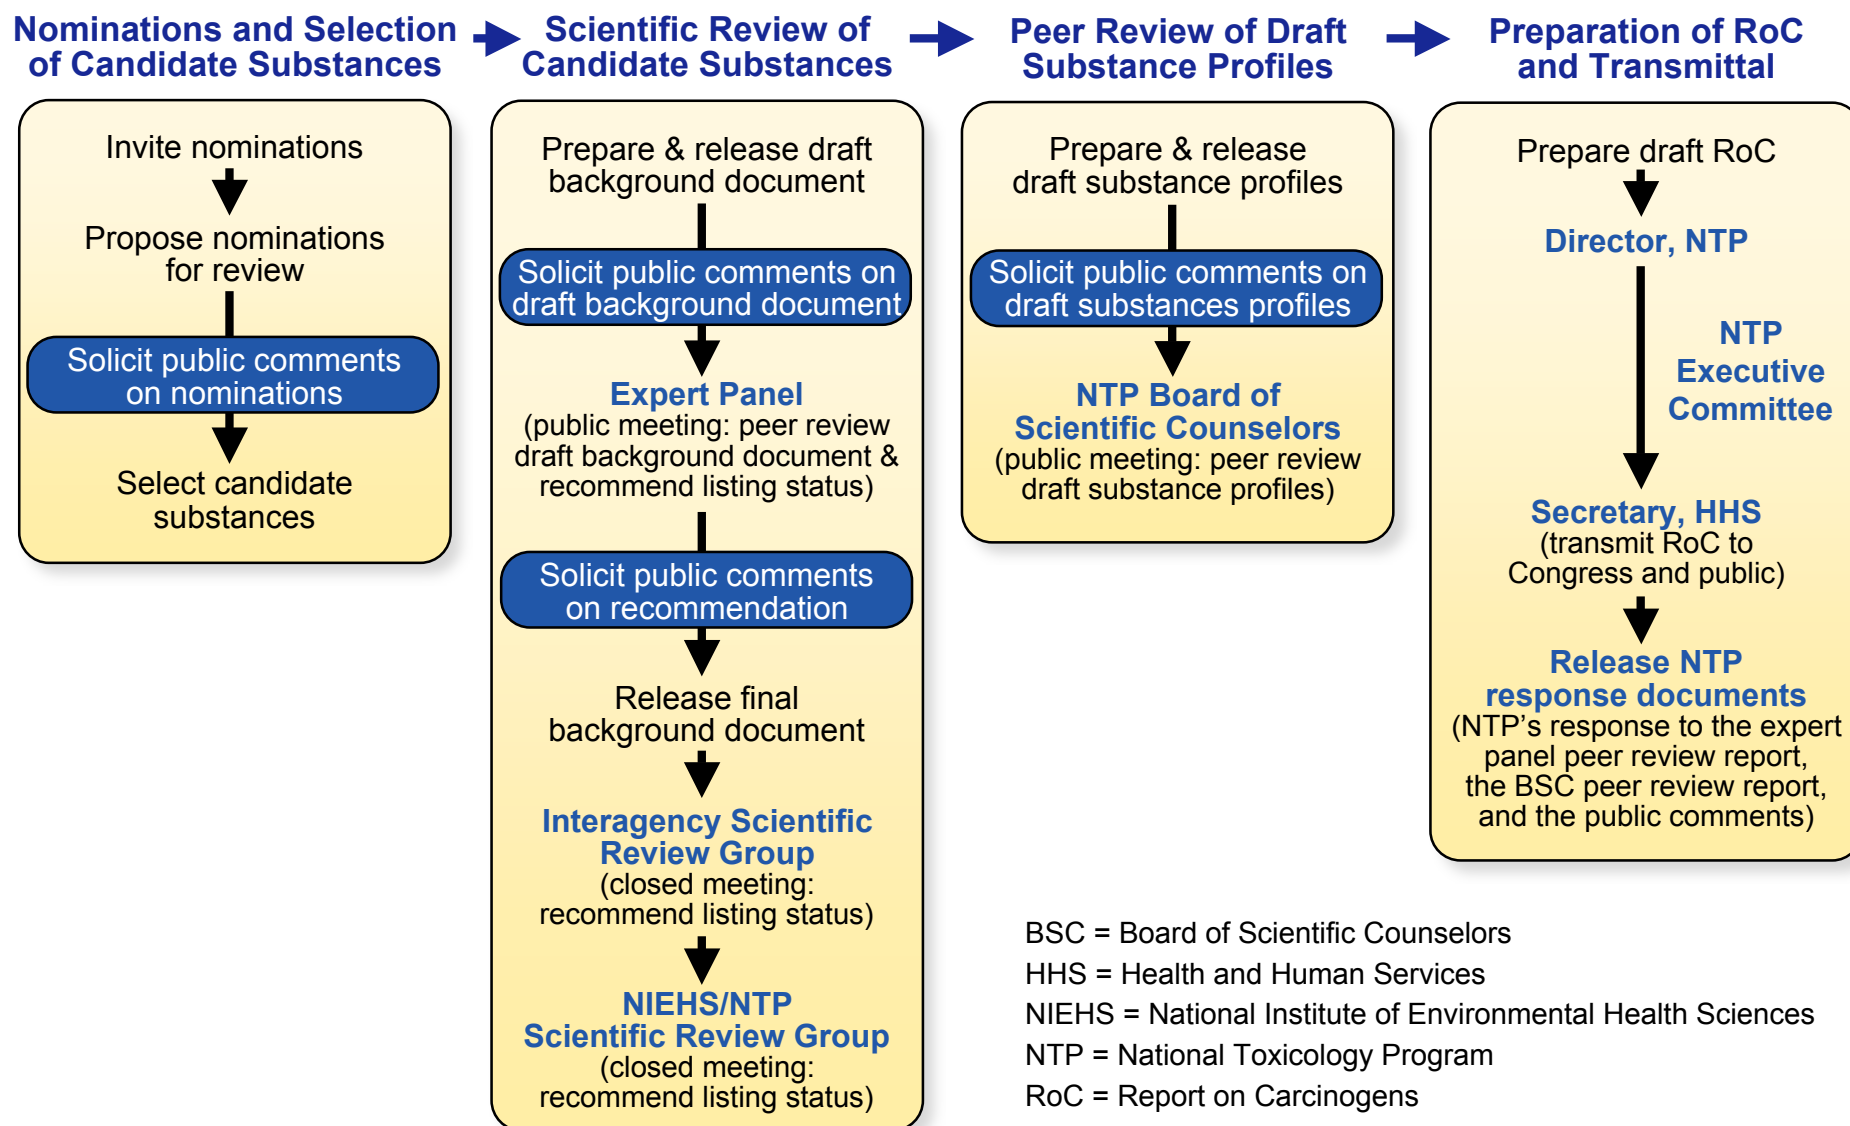 Nominations and Selection
of Candidate Substances
Scientific Review of
Candidate Substances
Peer Review of Draft
Substance Profiles
Preparation of RoC
and Transmittal
Invite nominations
Propose nominations
for review
Solicit public comments
on nominations
Select candidate
substances
Prepare & release draft
background document
Solicit public comments on
draft background document
Expert Panel
(public meeting: peer review
draft background document &
recommend listing status)
Solicit public comments
on recommendation
Release final
background document
Interagency Scientific
Review Group
(closed meeting:
recommend listing status)
NIEHS/NTP
Scientific Review Group
(closed meeting:
recommend listing status)
Prepare & release
draft substance profiles
Solicit public comments on
draft substances profiles
NTP Board of
Scientific Counselors
(public meeting: peer review
draft substance profiles)
Prepare draft RoC
Director, NTP
NTP
Executive
Committee
Secretary, HHS
(transmit RoC to
Congress and public)
Release NTP
response documents
(NTP’s response to the expert
panel peer review report,
the BSC peer review report,
and the public comments)
BSC = Board of Scientific Counselors
HHS = Health and Human Services
NIEHS = National Institute of Environmental Health Sciences
NTP = National Toxicology Program
RoC = Report on Carcinogens